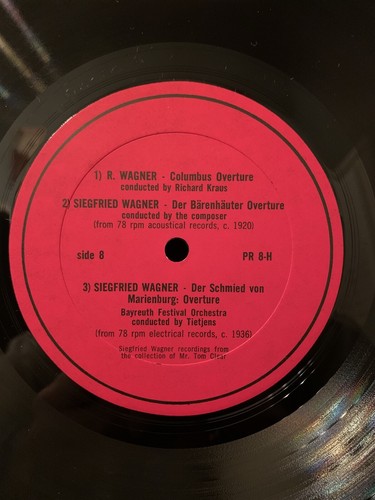 1) R. WAGNER - Columbus Overture
conducted by Richard Kraus
2) SIEGFRIED WAGNER - Der Bärenhäuter Overture
conducted by the composer
(from 78 rpm acoustical records, c. 1920)
side 8 PR 8-H
3) SIEGFRIED WAGNER - Der Schmied von
Marienburg: Overture
Bayreuth Festival Orchestra
conducted by Tietjens
(from 78 rpm electrical records, c. 1936)
Siegfried Wagner recordings from
the collection of Mr. Tom Clear